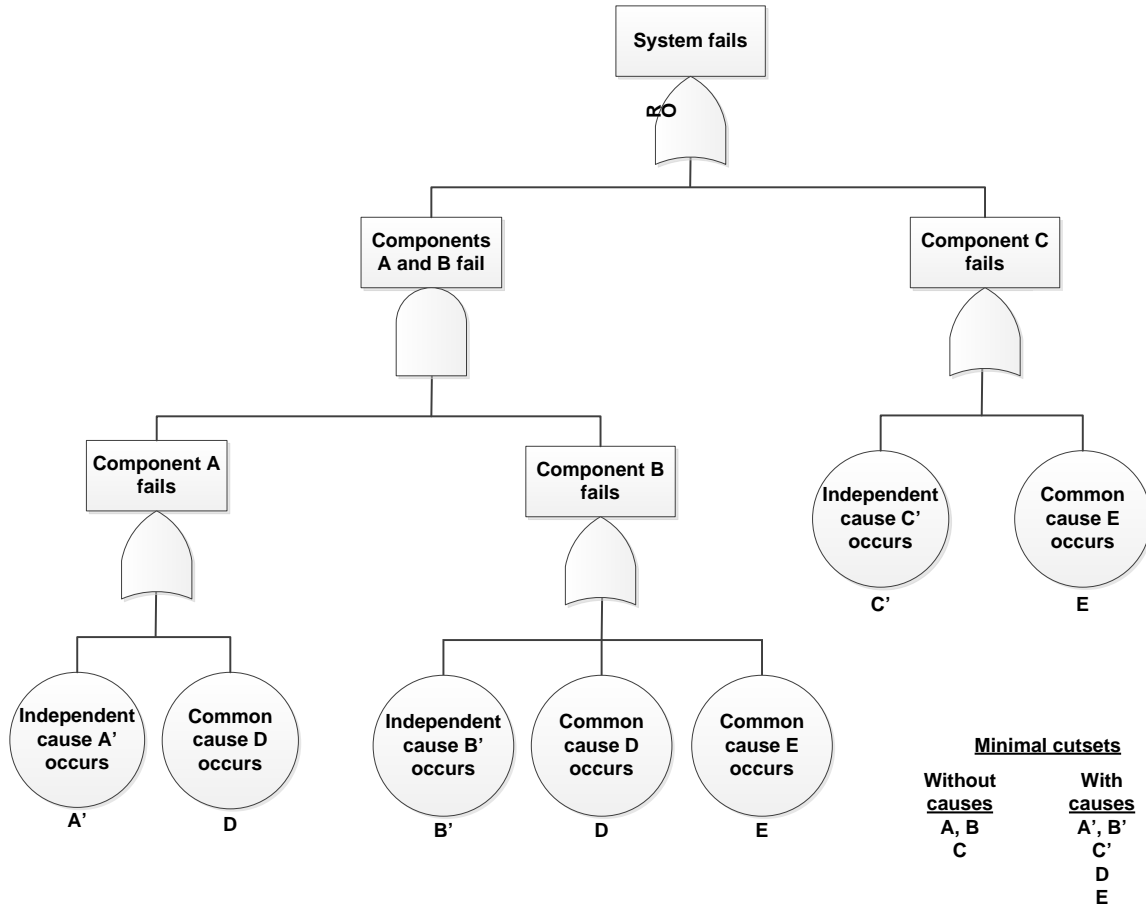 System fails
OR
Components
A and B fail
Component C
fails
Component A
fails
Component B
fails
Independent
cause C’
occurs
C’
Common
cause E
occurs
E
Independent
cause A’
occurs
A’
Common
cause D
occurs
D
Independent
cause B’
occurs
B’
Common
cause D
occurs
D
Common
cause E
occurs
E
Minimal cutsets
Without
causes
A, B
C
With
causes
A’, B’
C’
D
E